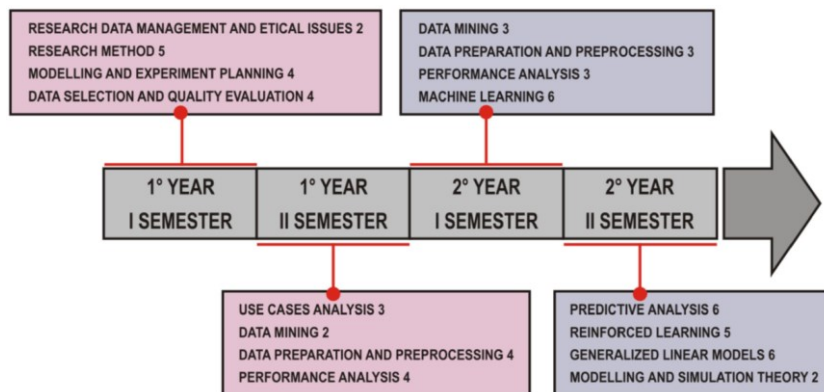 RESEARCH DATA MANAGEMENT AND ETICAL ISSUES 2
RESEARCH METHOD 5
MODELLING AND EXPERIMENT PLANNING 4
DATA SELECTION AND QUALITY EVALUATION 4
DATA MINING 3
DATA PREPARATION AND PREPROCESSING 3
PERFORMANCE ANALYSIS 3
MACHINE LEARNING 6
1° YEAR
I SEMESTER
1° YEAR
II SEMESTER
2° YEAR
I SEMESTER
2° YEAR
II SEMESTER
USE CASES ANALYSIS 3
DATA MINING 2
DATA PREPARATION AND PREPROCESSING 4
PERFORMANCE ANALYSIS 4
PREDICTIVE ANALYSIS 6
REINFORCED LEARNING 5
GENERALIZED LINEAR MODELS 6
MODELLING AND SIMULATION THEORY 2